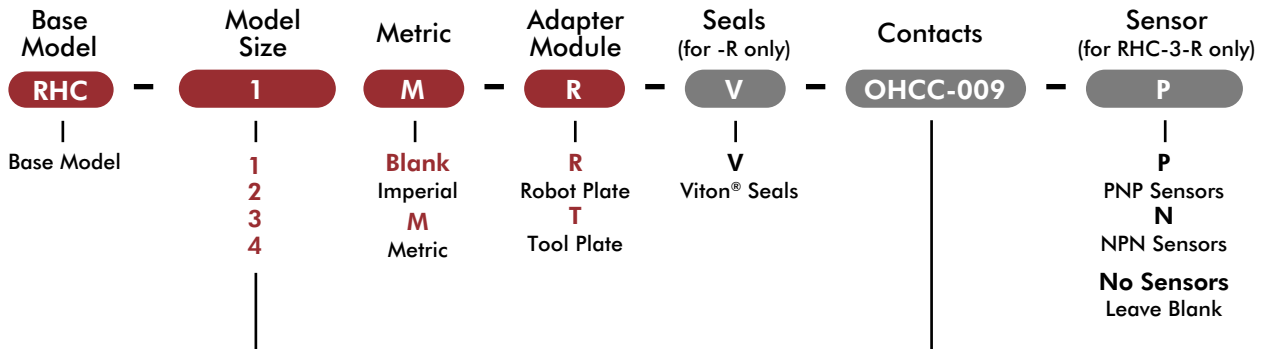 Base Model
Model Size
Metric
Adapter Module
Seals (for -R only)
Contacts
Sensor (for RHC-3-R only)
RHC – 1 M – R – V – OHCC-009 – P
Base Model
1
2
3
4
Blank
Imperial
M
Metric
R
Robot Plate
T
Tool Plate
V
Viton® Seals
P
PNP Sensors
N
NPN Sensors
No Sensors
Leave Blank